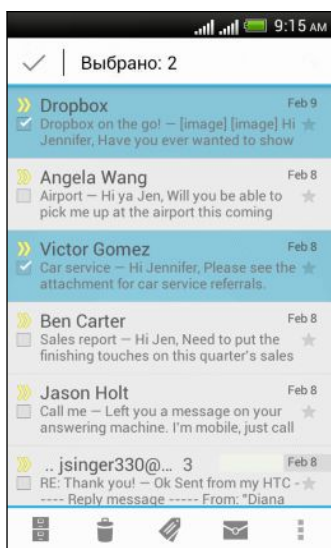 9:15 AM
Выбрано: 2
Dropbox
Feb 9
Dropbox on the go! — [image] [image] Hi
Jennifer, Have you ever wanted to show
Angela Wang
Feb 8
Airport — Hi ya Jen, Will you be able to
pick me up at the airport this coming
Victor Gomez
Feb 8
Car service — Hi Jennifer, Please see the
attachment for car service referrals.
Ben Carter
Feb 8
Sales report — Hi Jen, Need to put the
finishing touches on this quarter's sales
Jason Holt
Feb 8
Call me — Left you a message on your
answering machine. I'm mobile, just call
.. jsinger330@... 3
Feb 8
RE: Thank you! — Ok Sent from my HTC -
---- Reply message ----- From: "Diana